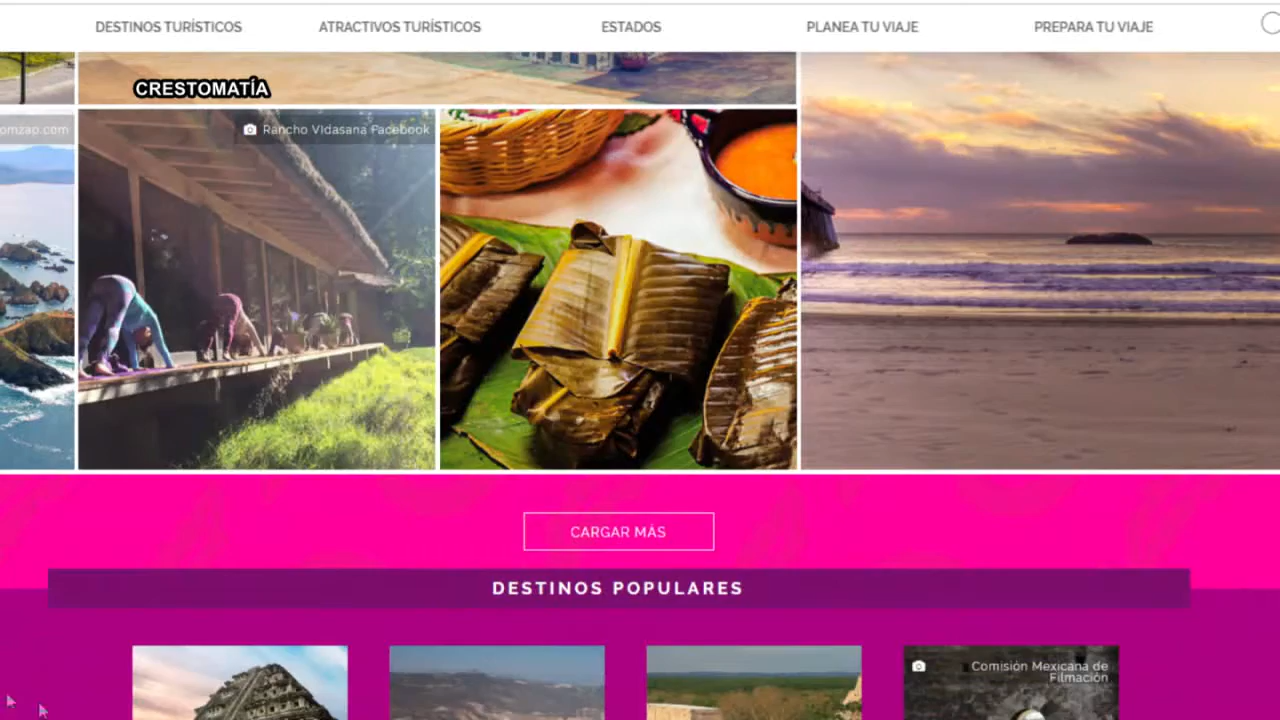 DESTINOS TURÍSTICOS ATRACTIVOS TURÍSTICOS ESTADOS PLANEA TU VIAJE PREPARA TU VIAJE
CRESTOMATÍA
Rancho VIdasana Facebook
CARGAR MÁS
DESTINOS POPULARES
Comisión Mexicana de
Filmación